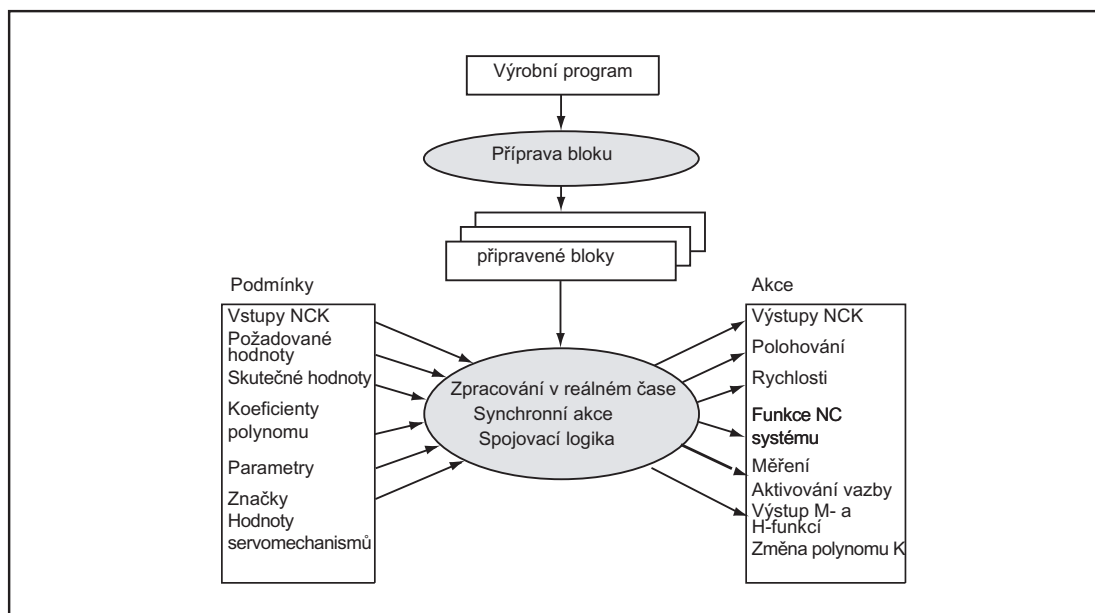 Výrobní program
Příprava bloku
připravené bloky
Podmínky
Vstupy NCK
Požadované
hodnoty
Skutečné hodnoty
Koeficienty
polynomu
Parametry
Značky
Hodnoty
servomechanismů
Zpracování v reálném čase
Synchronní akce
Spojovací logika
Akce
Výstupy NCK
Polohování
Rychlosti
Funkce NC
systému
Měření
Aktivování vazby
Výstup M- a
H-funkcí
Změna polynomu K